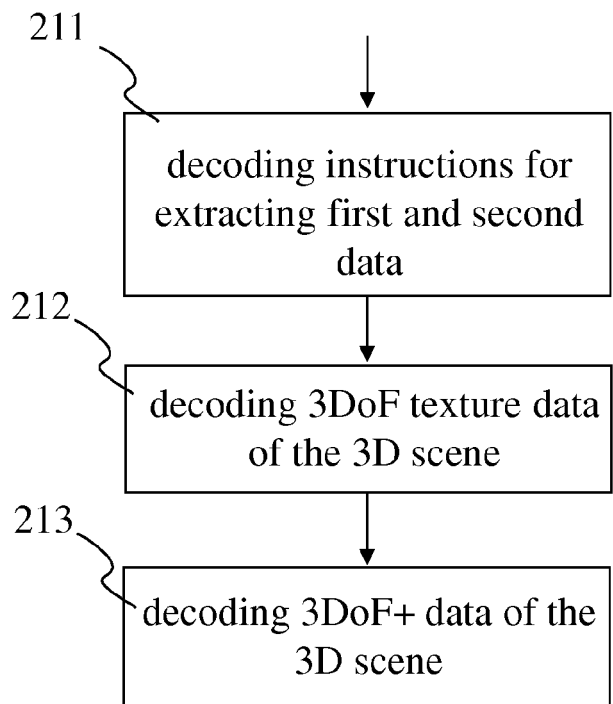 211
decoding instructions for
extracting first and second
data
212
decoding 3DoF texture data
of the 3D scene
213
decoding 3DoF+ data of the
3D scene